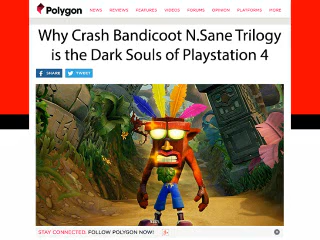 Polygon
NEWS REVIEWS FEATURES VIDEOS FORUMS OPINION PLATFORMS MORE
Why Crash Bandicoot N.Sane Trilogy
is the Dark Souls of Playstation 4
SHARE TWEET
STAY CONNECTED. FOLLOW POLYGON NOW!